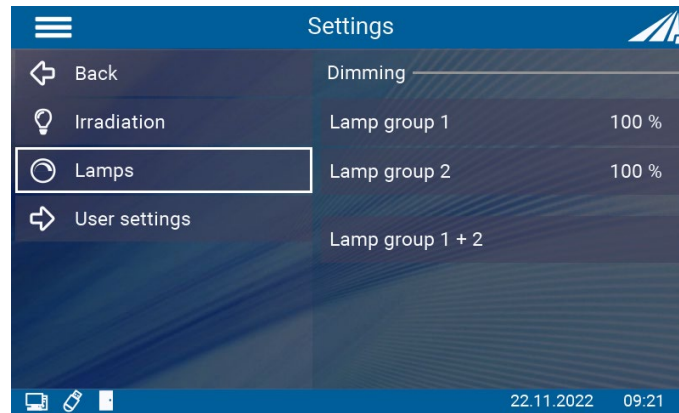 Settings
Back
Irradiation
Lamps
User settings
Dimming
Lamp group 1 100 %
Lamp group 2 100 %
Lamp group 1 + 2
22.11.2022 09:21